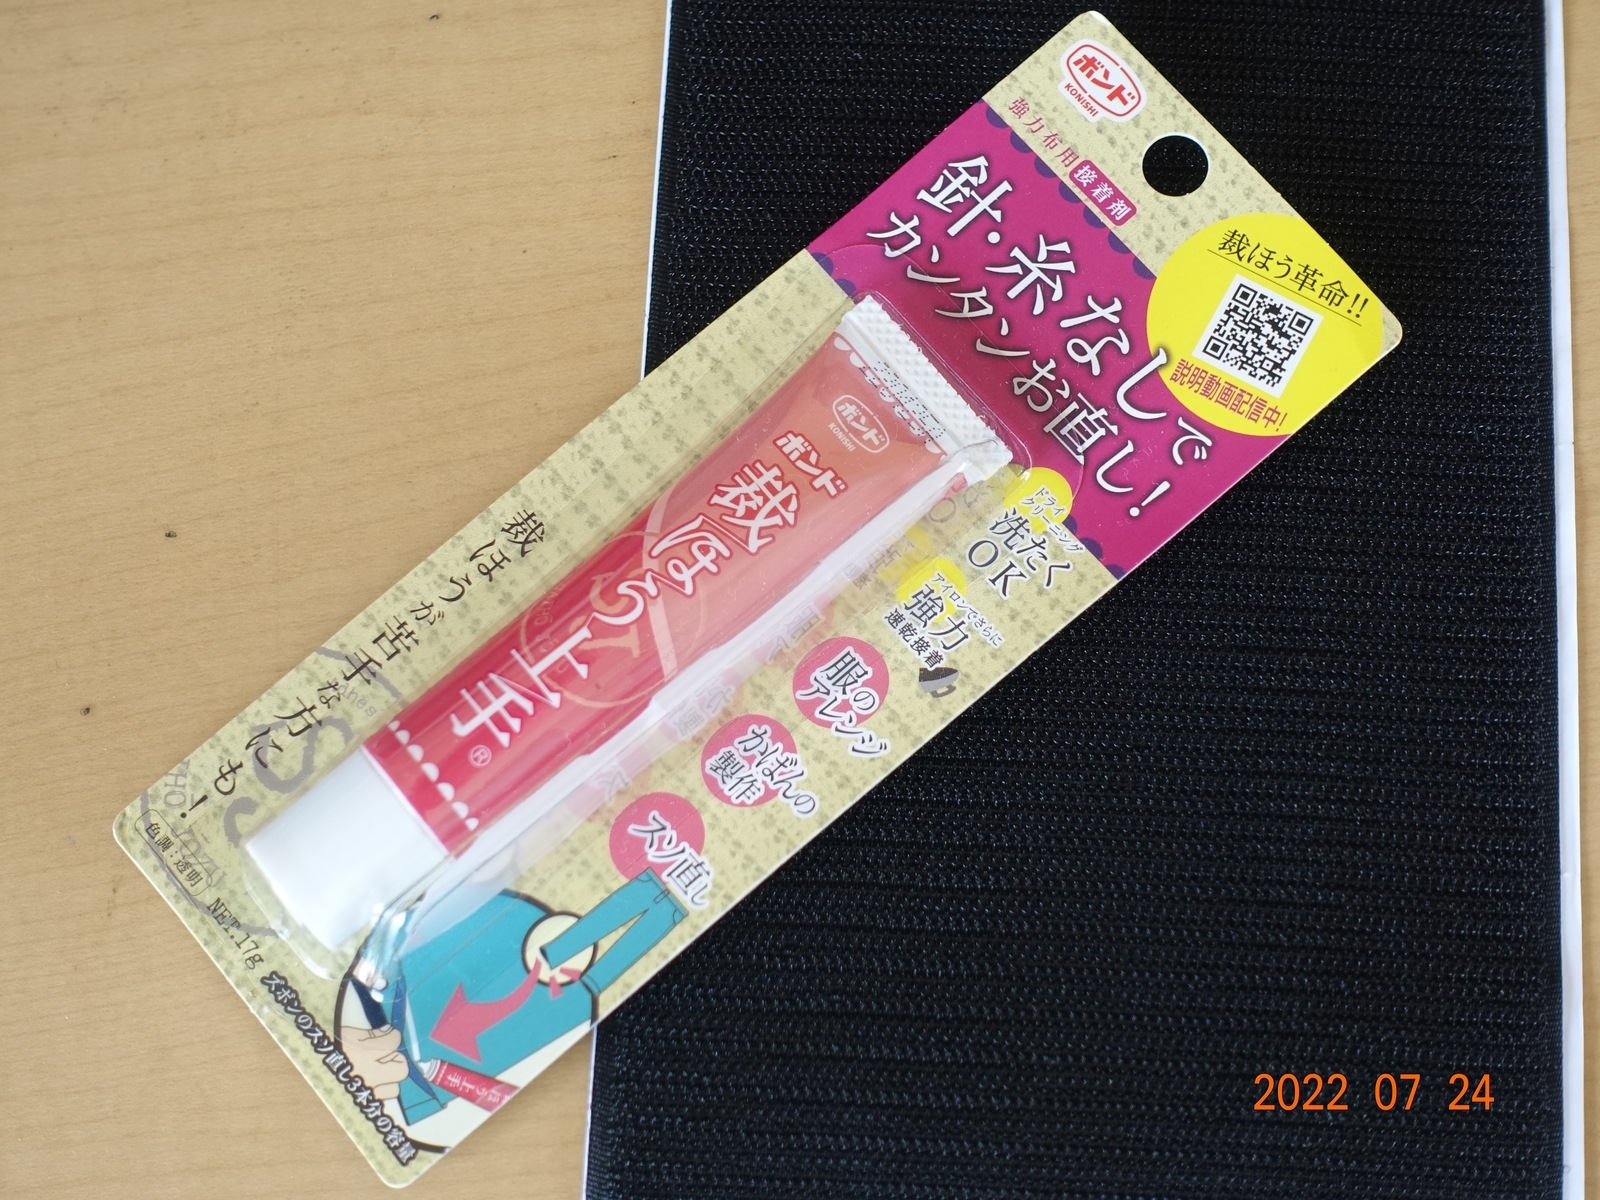 ボンド
KONISHI
強力布用接着剤
針・糸なしで
カンタンお直し!
裁ほう革命!!
説明動画配信中!
ボンド
KONISHI
ボンド
裁ほう上手®
裁ほうが苦手な方にも!
ドライ
クリーニング
洗たく
OK
アイロンでさらに
強力
速乾接着
服の
アレンジ
かばんの
製作
スソ直し
色調:透明
NET.17g
ズボンのスソ直し3本分の容量
2022 07 24